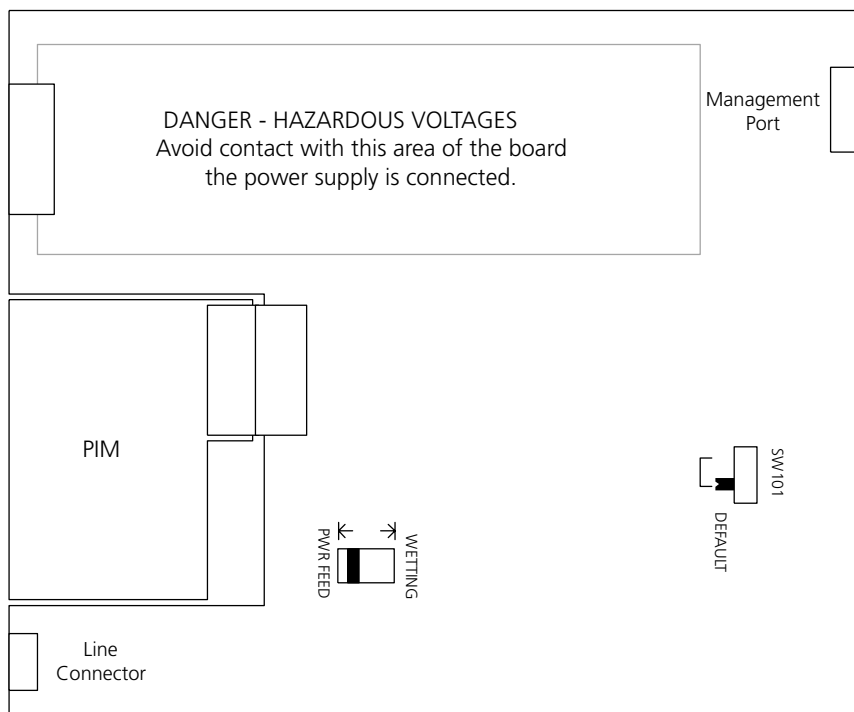 DANGER - HAZARDOUS VOLTAGES
Avoid contact with this area of the board
the power supply is connected.
Management
Port
PIM
SW101
DEFAULT
PWR FEED
WETTING
Line
Connector